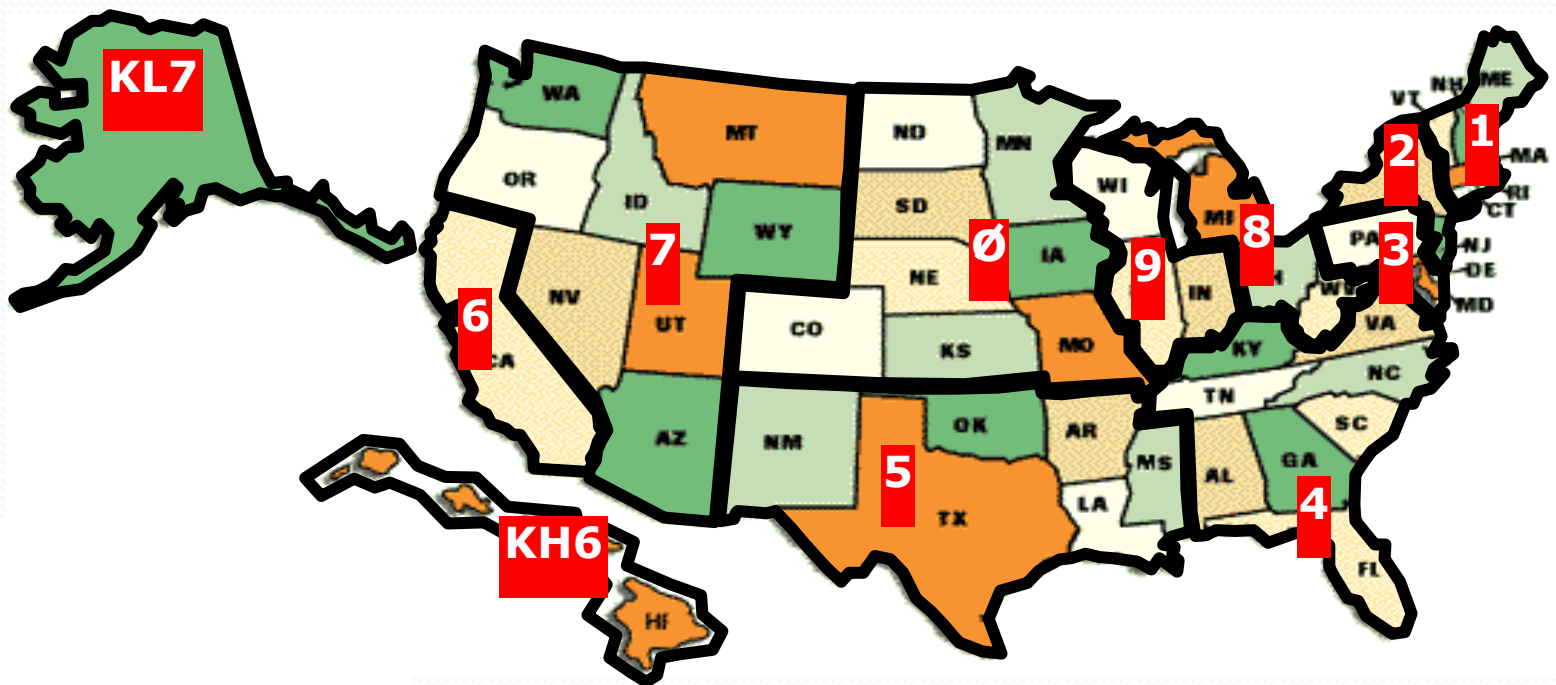 KL7
WA
MT
ND
MN
VT
NH
ME
1
2
MA
OR
ID
SD
WI
MI
RI
CT
WY
7
Ø
IA
9
8
PA
3
NJ
DE
6
NV
UT
NE
IN
H
WV
MD
CA
CO
KS
MO
KY
VA
NC
TN
AZ
NM
OK
AR
SC
5
MS
AL
GA
TX
LA
4
KH6
FL
HI